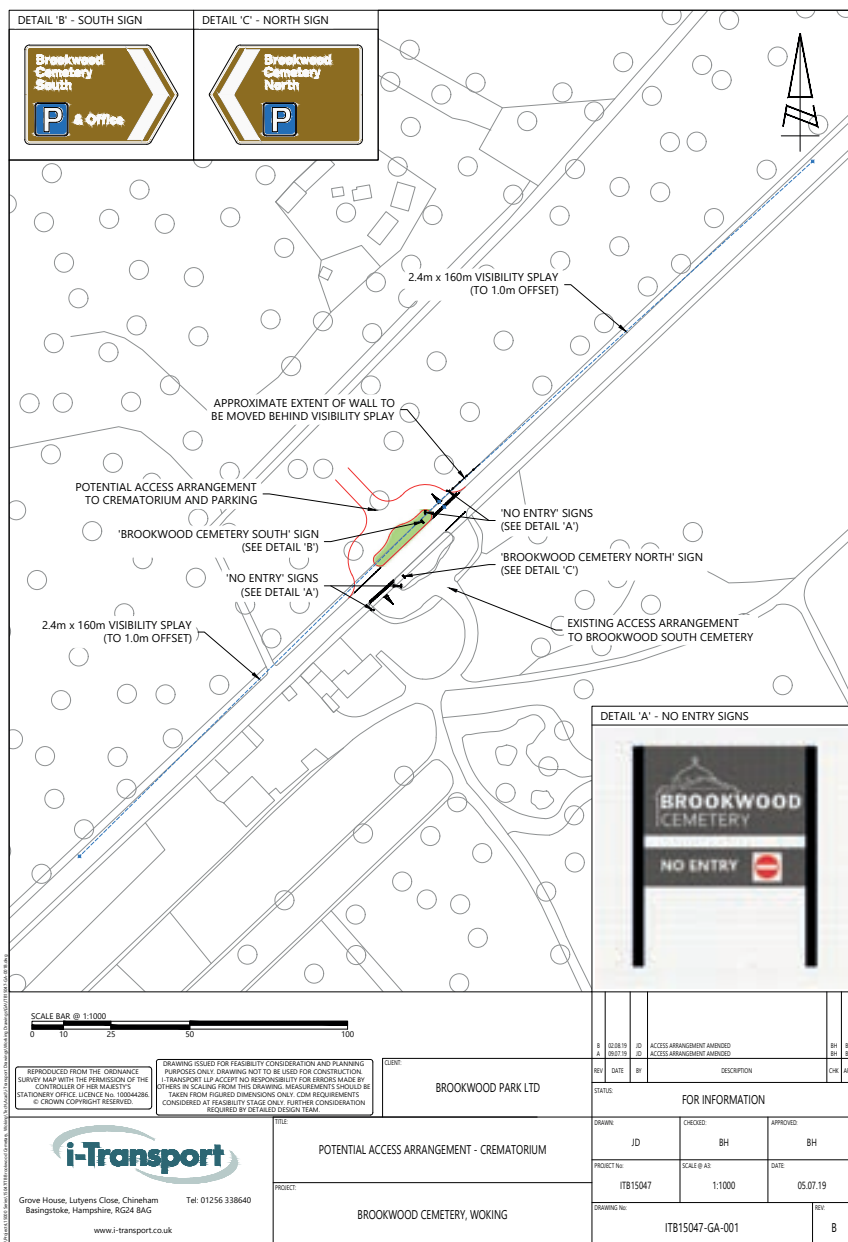 DETAIL 'B' - SOUTH SIGN
Brookwood
Cemetery
South
P & Office
DETAIL 'C' - NORTH SIGN
Brookwood
Cemetery
North
P
N
2.4m x 160m VISIBILITY SPLAY
(TO 1.0m OFFSET)
APPROXIMATE EXTENT OF WALL TO
BE MOVED BEHIND VISIBILITY SPLAY
POTENTIAL ACCESS ARRANGEMENT
TO CREMATORIUM AND PARKING
'BROOKWOOD CEMETERY SOUTH' SIGN
(SEE DETAIL 'B')
'NO ENTRY' SIGNS
(SEE DETAIL 'A')
'NO ENTRY' SIGNS
(SEE DETAIL 'A')
'BROOKWOOD CEMETERY NORTH' SIGN
(SEE DETAIL 'C')
EXISTING ACCESS ARRANGEMENT
TO BROOKWOOD SOUTH CEMETERY
2.4m x 160m VISIBILITY SPLAY
(TO 1.0m OFFSET)
DETAIL 'A' - NO ENTRY SIGNS
BROOKWOOD
CEMETERY
NO ENTRY
SCALE BAR @ 1:1000
0 10 25 50 100
REPRODUCED FROM THE ORDNANCE
SURVEY MAP WITH THE PERMISSION OF THE
CONTROLLER OF HER MAJESTY'S
STATIONERY OFFICE. LICENCE No. 100044286.
© CROWN COPYRIGHT RESERVED.
DRAWING ISSUED FOR FEASIBILITY CONSIDERATION AND PLANNING
PURPOSES ONLY. DRAWING NOT TO BE USED FOR CONSTRUCTION.
I-TRANSPORT LLP ACCEPT NO RESPONSIBILITY FOR ERRORS MADE BY
OTHERS IN SCALING FROM THIS DRAWING. MEASUREMENTS SHOULD BE
TAKEN FROM FIGURED DIMENSIONS ONLY. CDM REQUIREMENTS
CONSIDERED AT FEASIBILITY STAGE ONLY. FURTHER CONSIDERATION
REQUIRED BY DETAILED DESIGN TEAM.
CLIENT:
BROOKWOOD PARK LTD
B 02.08.19 JD ACCESS ARRANGEMENT AMENDED BH B
A 09.07.19 JD ACCESS ARRANGEMENT AMENDED BH B
REV DATE BY DESCRIPTION CHK
STATUS:
FOR INFORMATION
i-Transport
Grove House, Lutyens Close, Chineham
Basingstoke, Hampshire, RG24 8AG
Tel: 01256 338640
www.i-transport.co.uk
TITLE:
POTENTIAL ACCESS ARRANGEMENT - CREMATORIUM
PROJECT:
BROOKWOOD CEMETERY, WOKING
DRAWN: CHECKED: APPROVED:
JD BH BH
PROJECT No: SCALE @ A3: DATE:
ITB15047 1:1000 05.07.19
DRAWING No: REV:
ITB15047-GA-001 B